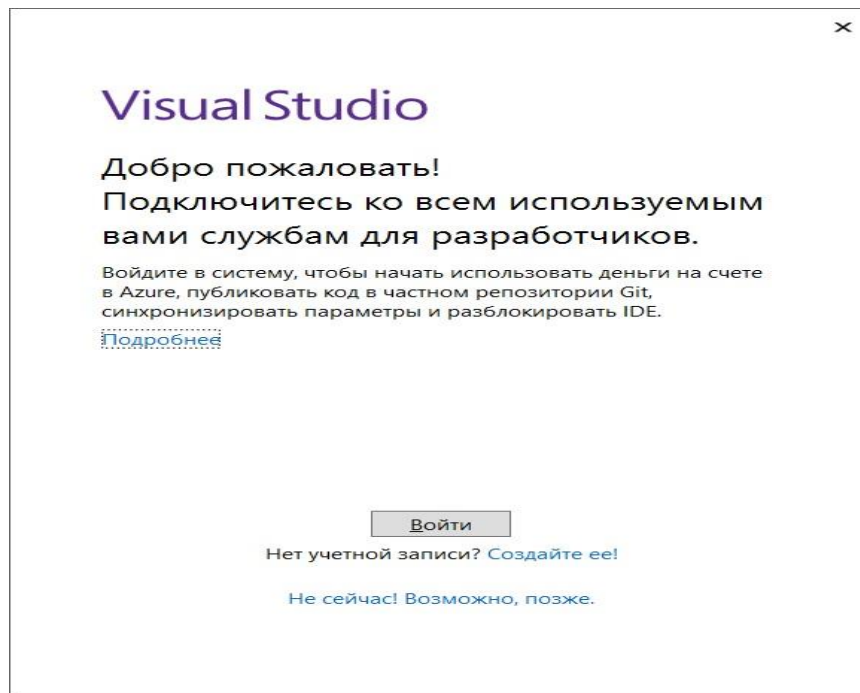 Visual Studio
Добро пожаловать!
Подключитесь ко всем используемым
вами службам для разработчиков.
Войдите в систему, чтобы начать использовать деньги на счете
в Azure, публиковать код в частном репозитории Git,
синхронизировать параметры и разблокировать IDE.
Подробнее
Войти
Нет учетной записи? Создайте ее!
Не сейчас! Возможно, позже.